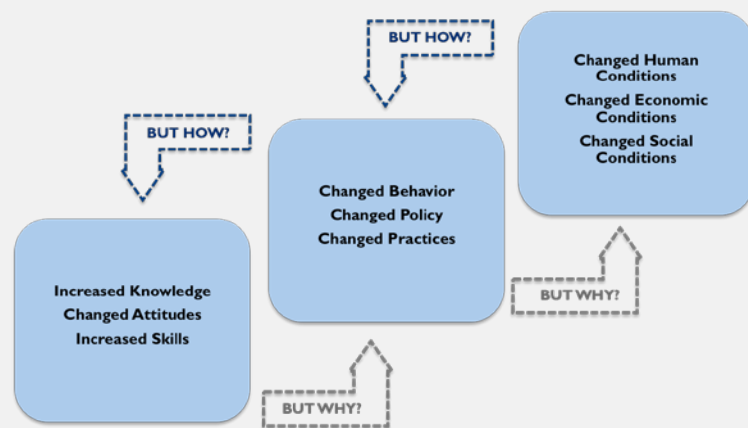 BUT HOW?
Changed Human
Conditions
Changed Economic
Conditions
Changed Social
Conditions
BUT HOW?
Changed Behavior
Changed Policy
Changed Practices
BUT WHY?
Increased Knowledge
Changed Attitudes
Increased Skills
BUT WHY?